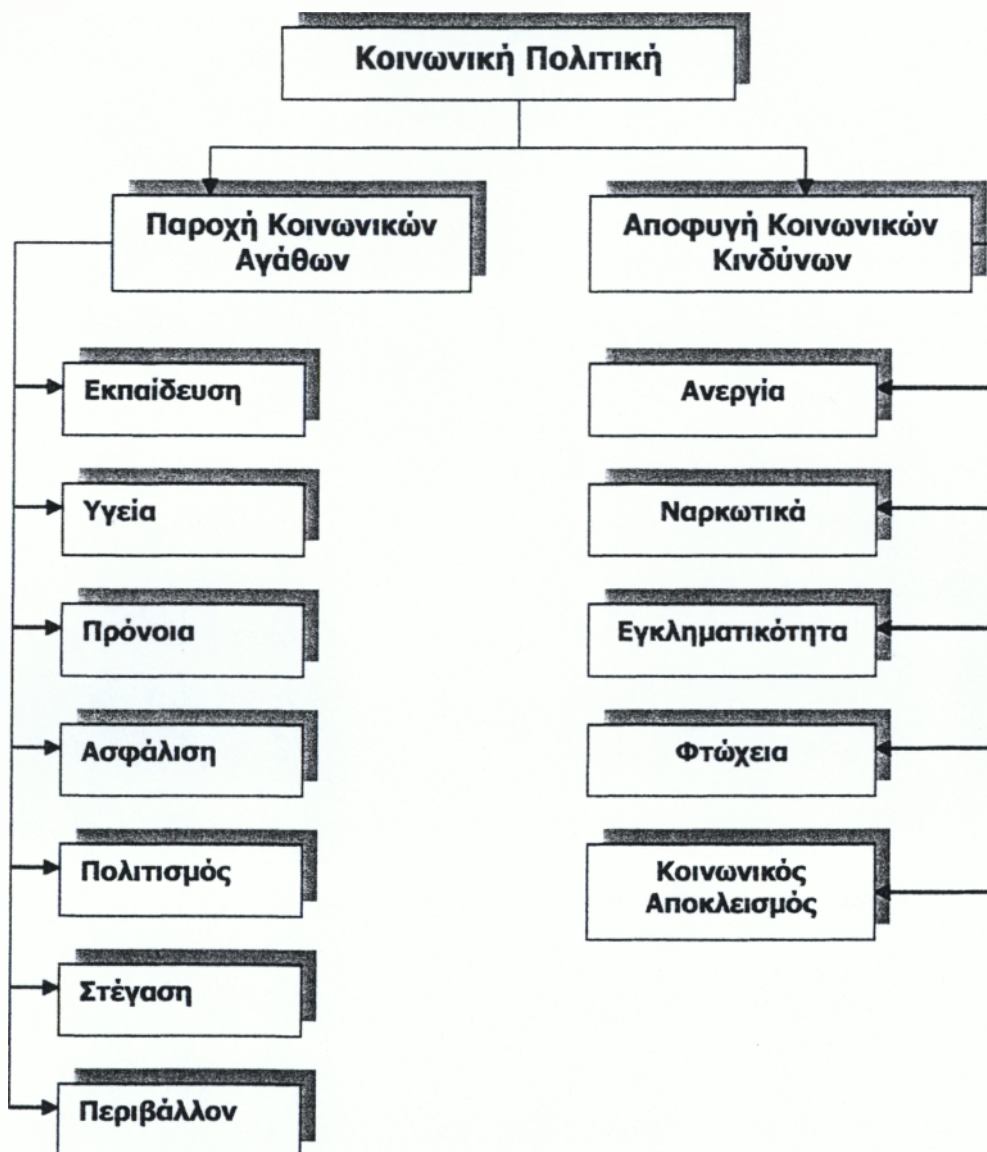 Κοινωνική Πολιτική
Παροχή Κοινωνικών
Αγάθων
Εκπαίδευση
Υγεία
Πρόνοια
Ασφάλιση
Πολιτισμός
Στέγαση
Περιβάλλον
Αποφυγή Κοινωνικών
Κινδύνων
Ανεργία
Ναρκωτικά
Εγκληματικότητα
Φτώχεια
Κοινωνικός
Αποκλεισμός